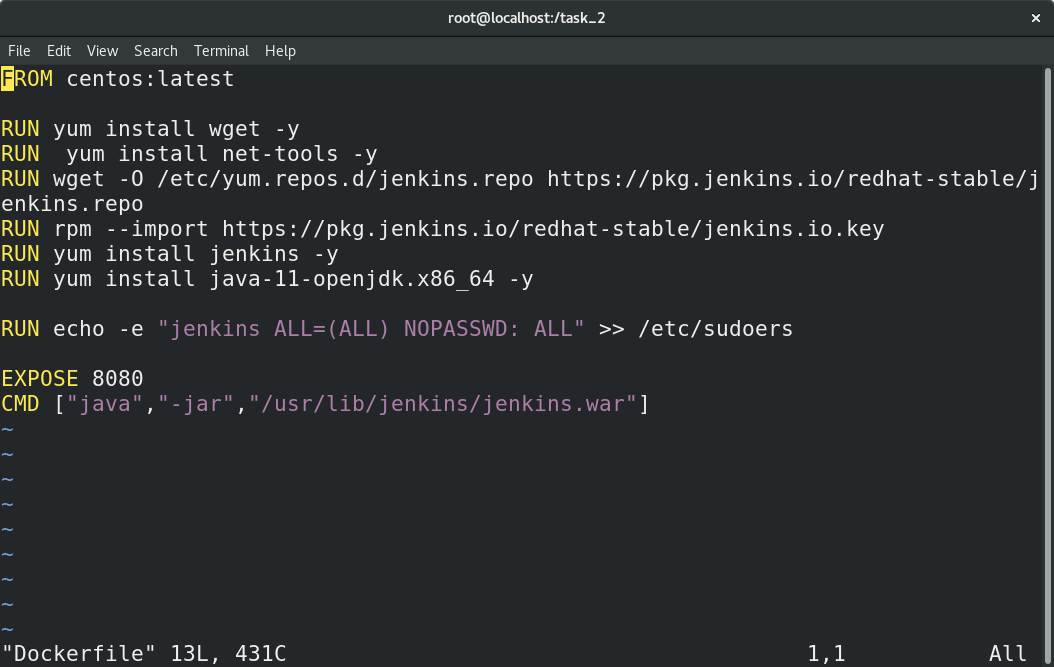 root@localhost:/task_2 ×
File Edit View Search Terminal Help
FROM centos:latest
RUN yum install wget -y
RUN  yum install net-tools -y
RUN wget -O /etc/yum.repos.d/jenkins.repo https://pkg.jenkins.io/redhat-stable/j
enkins.repo
RUN rpm --import https://pkg.jenkins.io/redhat-stable/jenkins.io.key
RUN yum install jenkins -y
RUN yum install java-11-openjdk.x86_64 -y
RUN echo -e "jenkins ALL=(ALL) NOPASSWD: ALL" >> /etc/sudoers
EXPOSE 8080
CMD ["java","-jar","/usr/lib/jenkins/jenkins.war"]
~
~
~
~
~
~
~
~
~
"Dockerfile" 13L, 431C 1,1 All